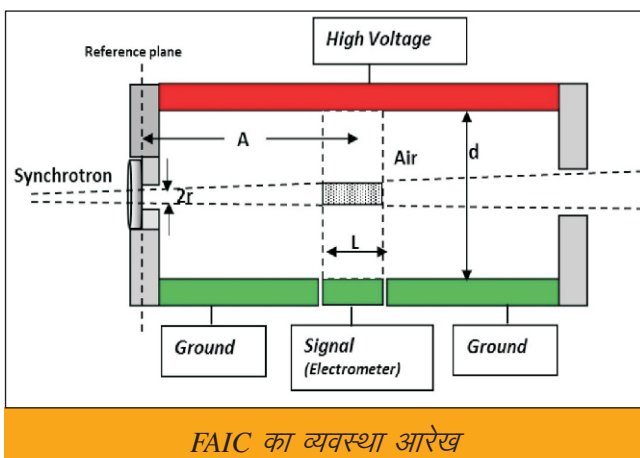 Reference plane
High Voltage
A
Air
d
Synchrotron
2r
L
Ground
Signal
(Electrometer)
Ground
FAIC का व्यवस्था आरेख